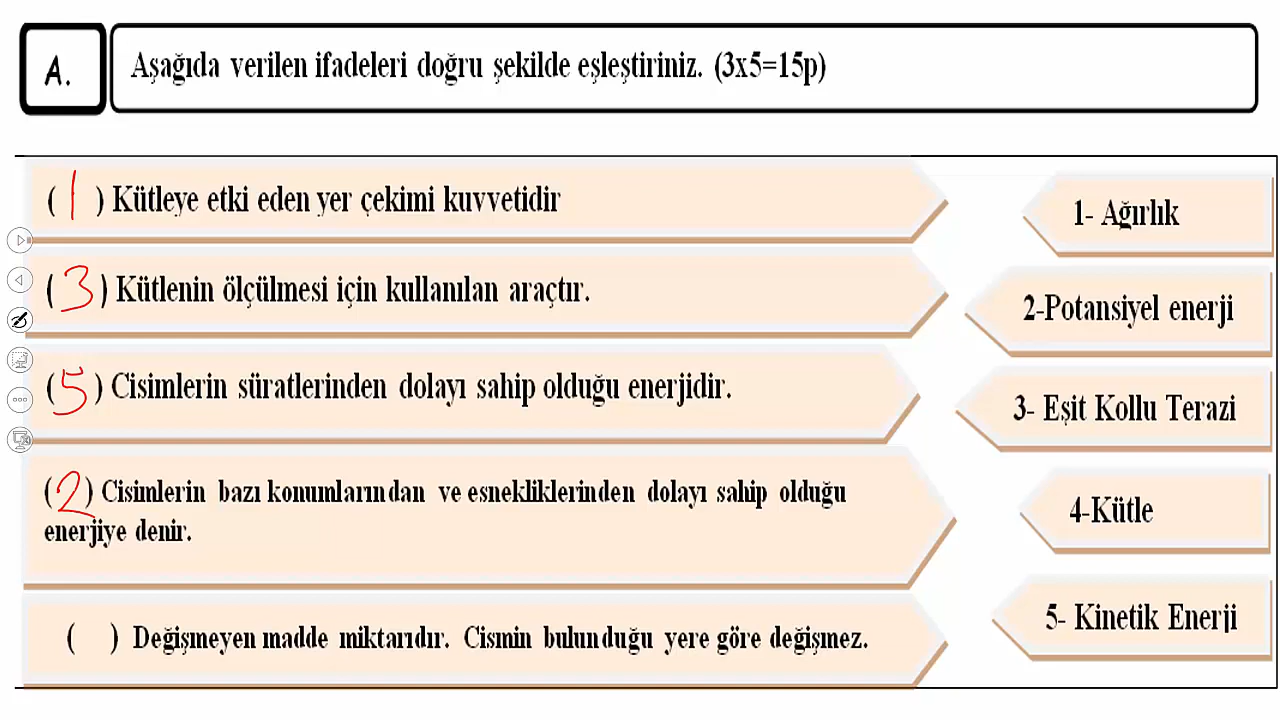 A.
Aşağıda verilen ifadeleri doğru şekilde eşleştiriniz. (3x5=15p)
( 1 ) Kütleye etki eden yer çekimi kuvvetidir
1- Ağırlık
( 3 ) Kütlenin ölçülmesi için kullanılan araçtır.
2-Potansiyel enerji
( 5 ) Cisimlerin süratlerinden dolayı sahip olduğu enerjidir.
3- Eşit Kollu Terazi
( 2 ) Cisimlerin bazı konumlarından ve esnekliklerinden dolayı sahip olduğu
enerjiye denir.
4-Kütle
( ) Değişmeyen madde miktarıdır. Cismin bulunduğu yere göre değişmez.
5- Kinetik Enerji